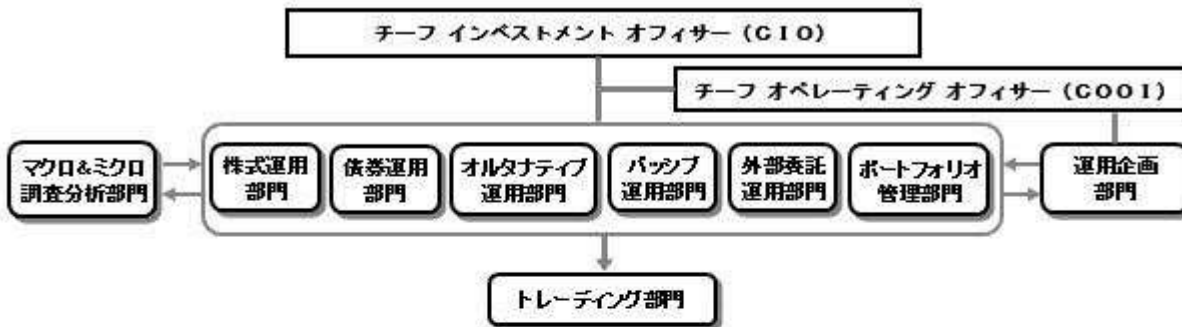 チーフ インベストメント オフィサー (CIO)
チーフ オペレーティング オフィサー (COOI)
マクロ&ミクロ
調査分析部門
株式運用
部門
債券運用
部門
オルタナティブ
運用部門
パッシブ
運用部門
外部委託
運用部門
ポートフォリオ
管理部門
運用企画
部門
トレーディング部門